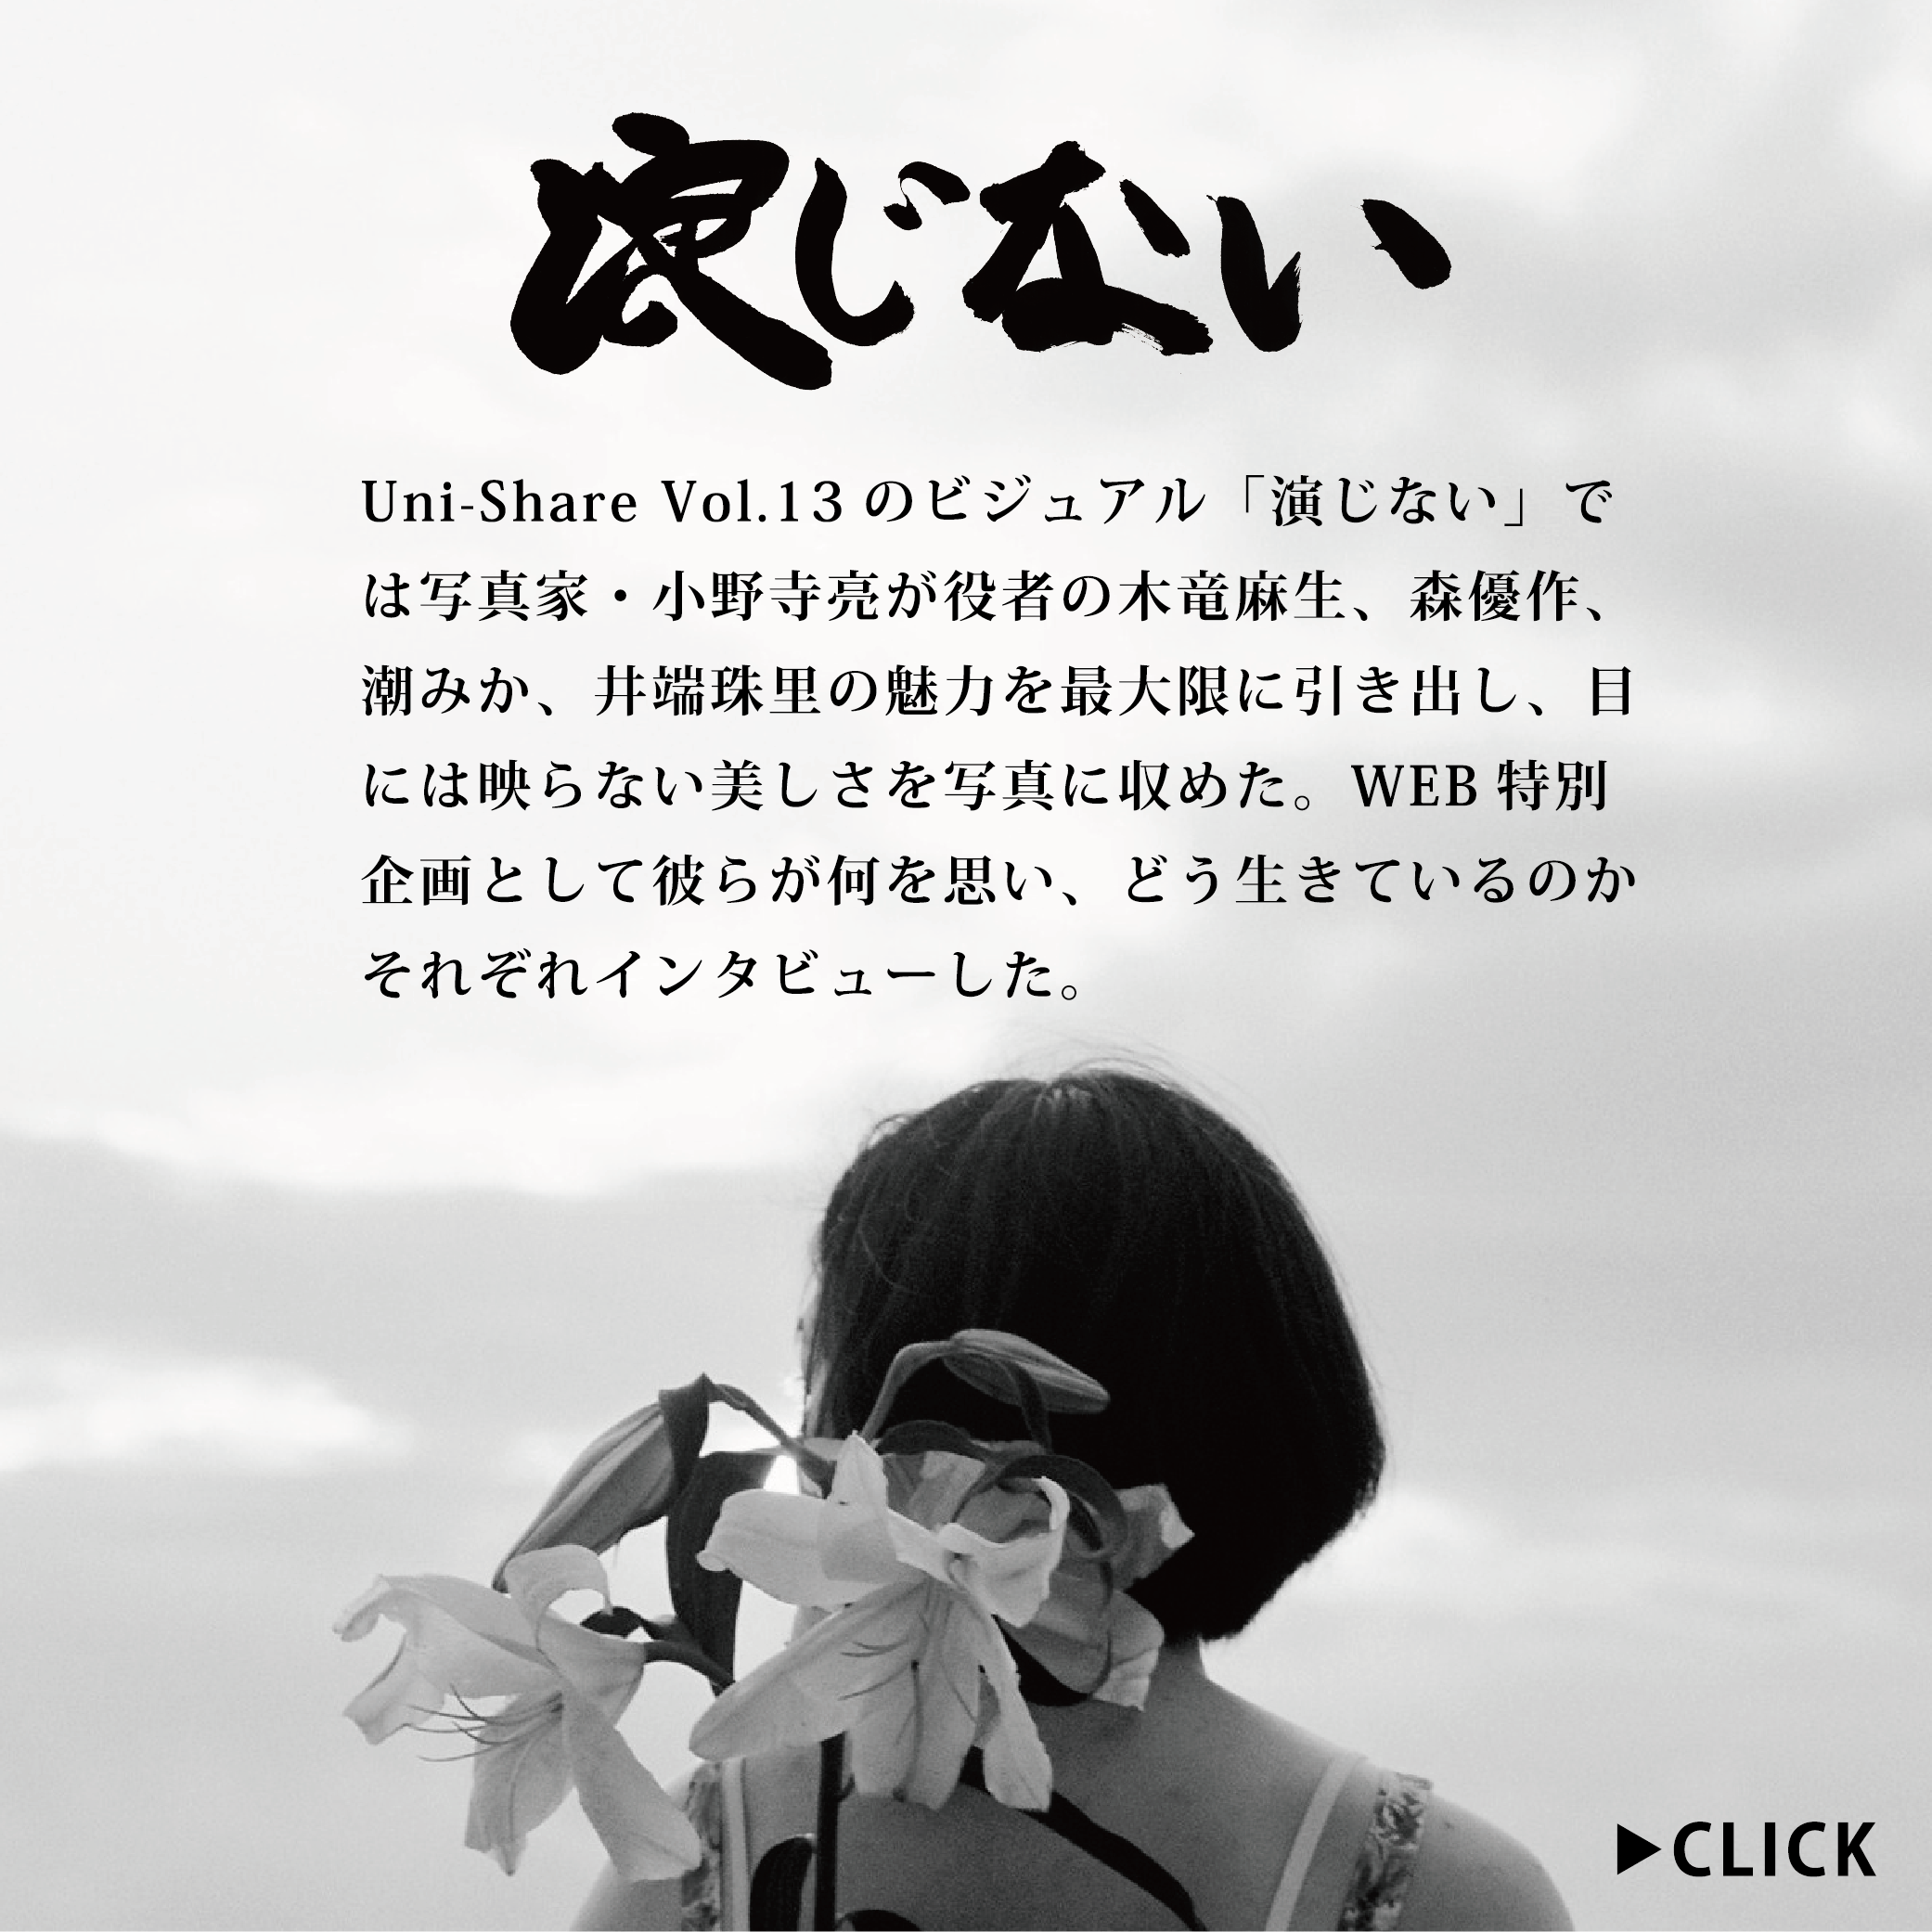 演じない
Uni-Share Vol.13 のビジュアル「演じない」で
は写真家・小野寺亮が役者の木竜麻生、森優作、
潮みか、井端珠里の魅力を最大限に引き出し、目
には映らない美しさを写真に収めた。WEB 特別
企画として彼らが何を思い、どう生きているのか
それぞれインタビューした。
▶CLICK